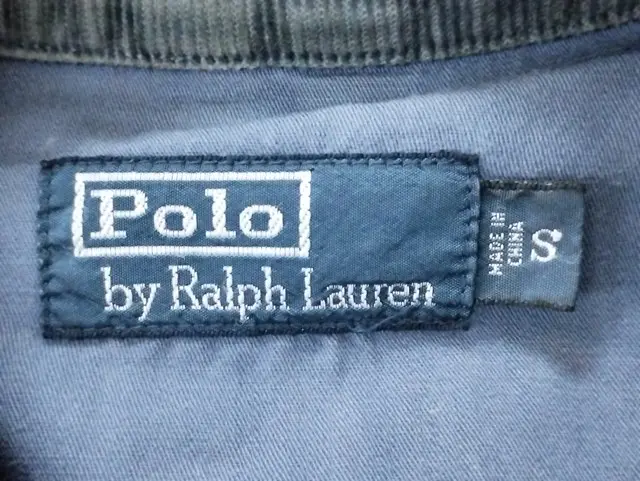 Polo
by Ralph Lauren
MADE IN
CHINA
S